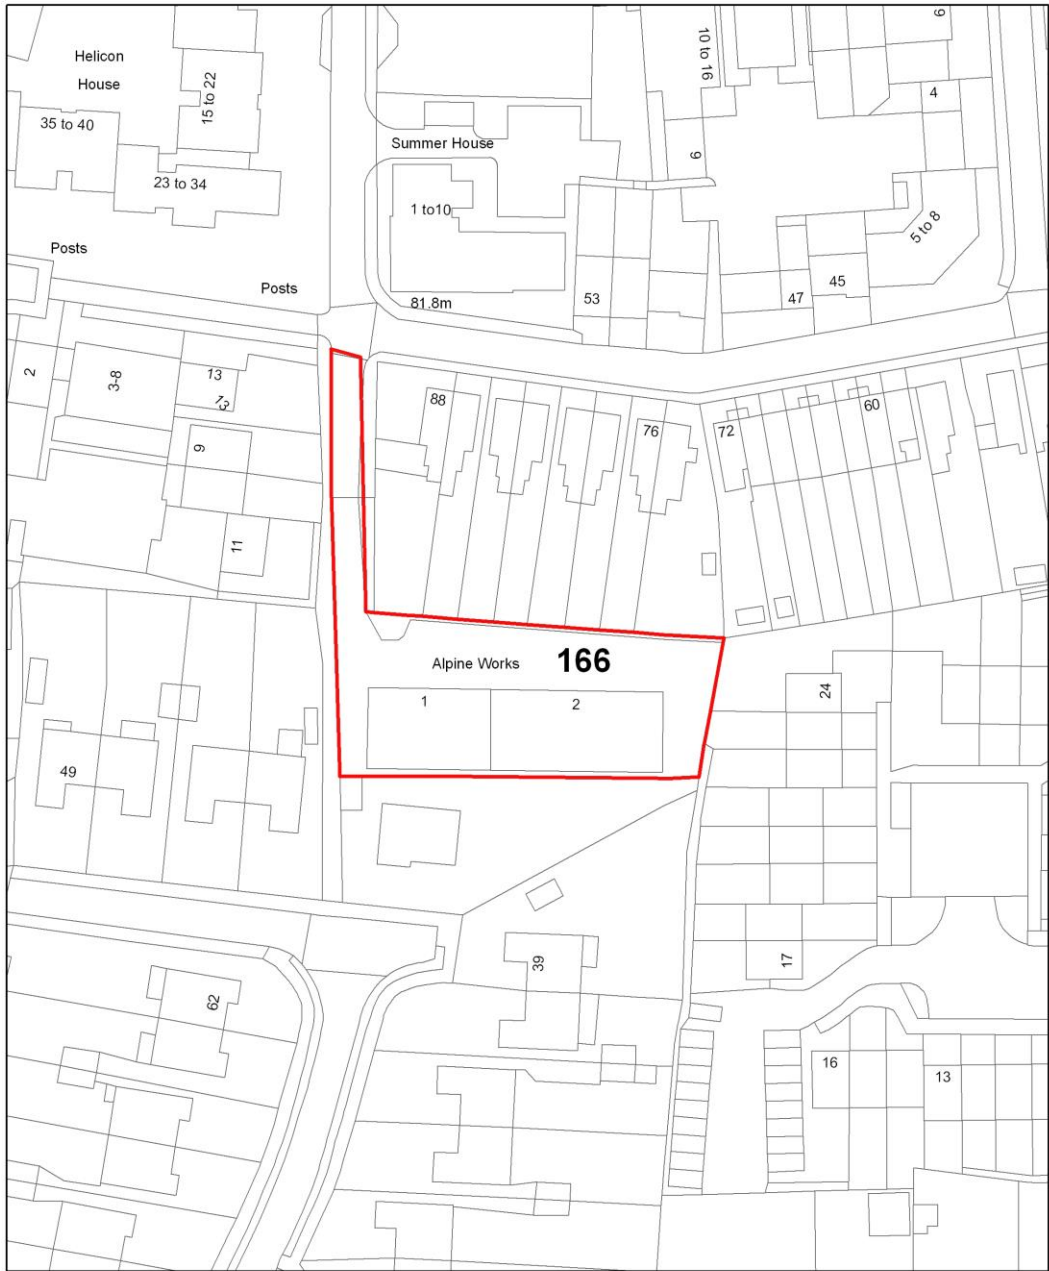 Helicon
House
10 to 16
9
4
15 to 22
35 to 40
Summer House
9
23 to 34
1 to10
5 to 8
Posts
Posts
81.8m
53
47
45
2
3-8
13
13
88
76
72
60
9
11
Alpine Works
166
1
2
24
49
39
17
62
16
13